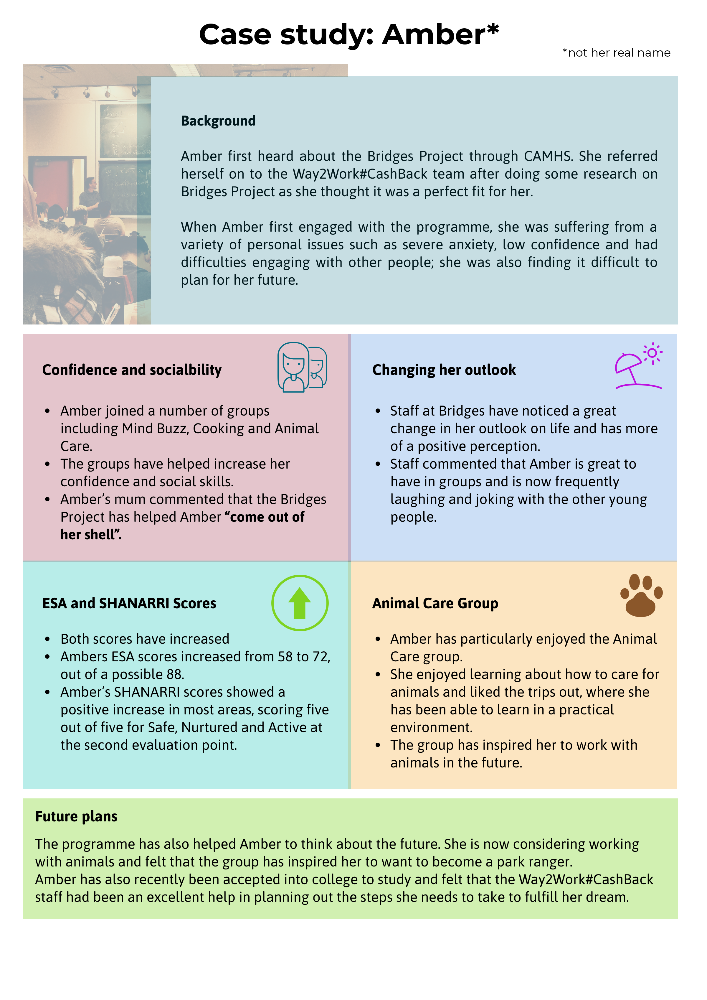 Case study: Amber*
*not her real name
Background
Amber first heard about the Bridges Project through CAMHS. She referred
herself on to the Way2Work#CashBack team after doing some research on
Bridges Project as she thought it was a perfect fit for her.
When Amber first engaged with the programme, she was suffering from a
variety of personal issues such as severe anxiety, low confidence and had
difficulties engaging with other people; she was also finding it difficult to
plan for her future.
Confidence and socialbility
• Amber joined a number of groups
including Mind Buzz, Cooking and Animal
Care.
• The groups have helped increase her
confidence and social skills.
• Amber’s mum commented that the Bridges
Project has helped Amber “come out of
her shell”.
Changing her outlook
• Staff at Bridges have noticed a great
change in her outlook on life and has more
of a positive perception.
• Staff commented that Amber is great to
have in groups and is now frequently
laughing and joking with the other young
people.
ESA and SHANARRI Scores
• Both scores have increased
• Ambers ESA scores increased from 58 to 72,
out of a possible 88.
• Amber’s SHANARRI scores showed a
positive increase in most areas, scoring five
out of five for Safe, Nurtured and Active at
the second evaluation point.
Animal Care Group
• Amber has particularly enjoyed the Animal
Care group.
• She enjoyed learning about how to care for
animals and liked the trips out, where she
has been able to learn in a practical
environment.
• The group has inspired her to work with
animals in the future.
Future plans
The programme has also helped Amber to think about the future. She is now considering working
with animals and felt that the group has inspired her to want to become a park ranger.
Amber has also recently been accepted into college to study and felt that the Way2Work#CashBack
staff had been an excellent help in planning out the steps she needs to take to fulfill her dream.